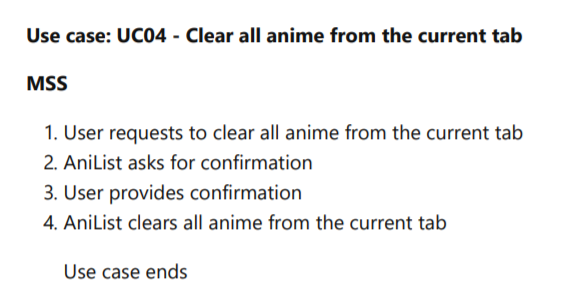 Use case: UC04 - Clear all anime from the current tab
MSS
1. User requests to clear all anime from the current tab
2. AniList asks for confirmation
3. User provides confirmation
4. AniList clears all anime from the current tab
Use case ends